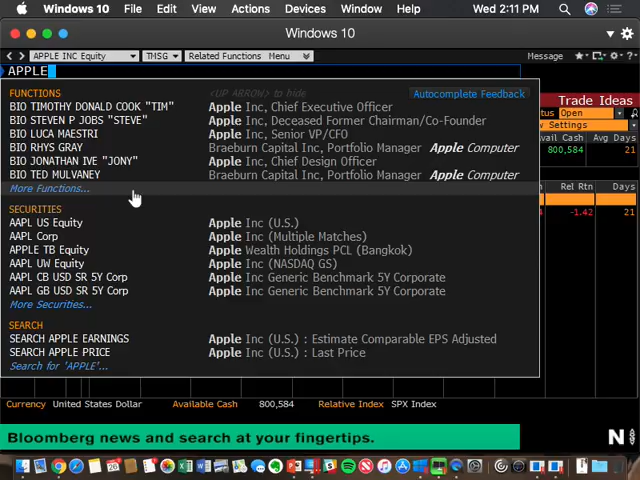 Windows 10 File Edit View Actions Devices Window Help Wed 2:11 PM
Windows 10
APPLE INC Equity TMSG Related Functions Menu Message
APPLE
FUNCTIONS <UP ARROW> to hide Autocomplete Feedback
BIO TIMOTHY DONALD COOK "TIM" Apple Inc, Chief Executive Officer
BIO STEVEN P JOBS "STEVE" Apple Inc, Deceased Former Chairman/Co-Founder
BIO LUCA MAESTRI Apple Inc, Senior VP/CFO
BIO RHYS GRAY Braeburn Capital Inc, Portfolio Manager Apple Computer
BIO JONATHAN IVE "JONY" Apple Inc, Chief Design Officer
BIO TED MULVANEY Braeburn Capital Inc, Portfolio Manager Apple Computer
More Functions...
SECURITIES
AAPL US Equity Apple Inc (U.S.)
AAPL Corp Apple Inc (Multiple Matches)
APPLE TB Equity Apple Wealth Holdings PCL (Bangkok)
AAPL UW Equity Apple Inc (NASDAQ GS)
AAPL CB USD SR 5Y Corp Apple Inc Generic Benchmark 5Y Corporate
AAPL GB USD SR 5Y Corp Apple Inc Generic Benchmark 5Y Corporate
More Securities...
SEARCH
SEARCH APPLE EARNINGS Apple Inc (U.S.) : Estimate Comparable EPS Adjusted
SEARCH APPLE PRICE Apple Inc (U.S.) : Last Price
Search for 'APPLE'...
Trade Ideas
atus Open
w Settings
Avail Cash Avg Days
800,584 21
Rel Rtn Avg Days
-1.42 21
Currency United States Dollar Available Cash 800,584 Relative Index SPX Index
Bloomberg news and search at your fingertips.
N